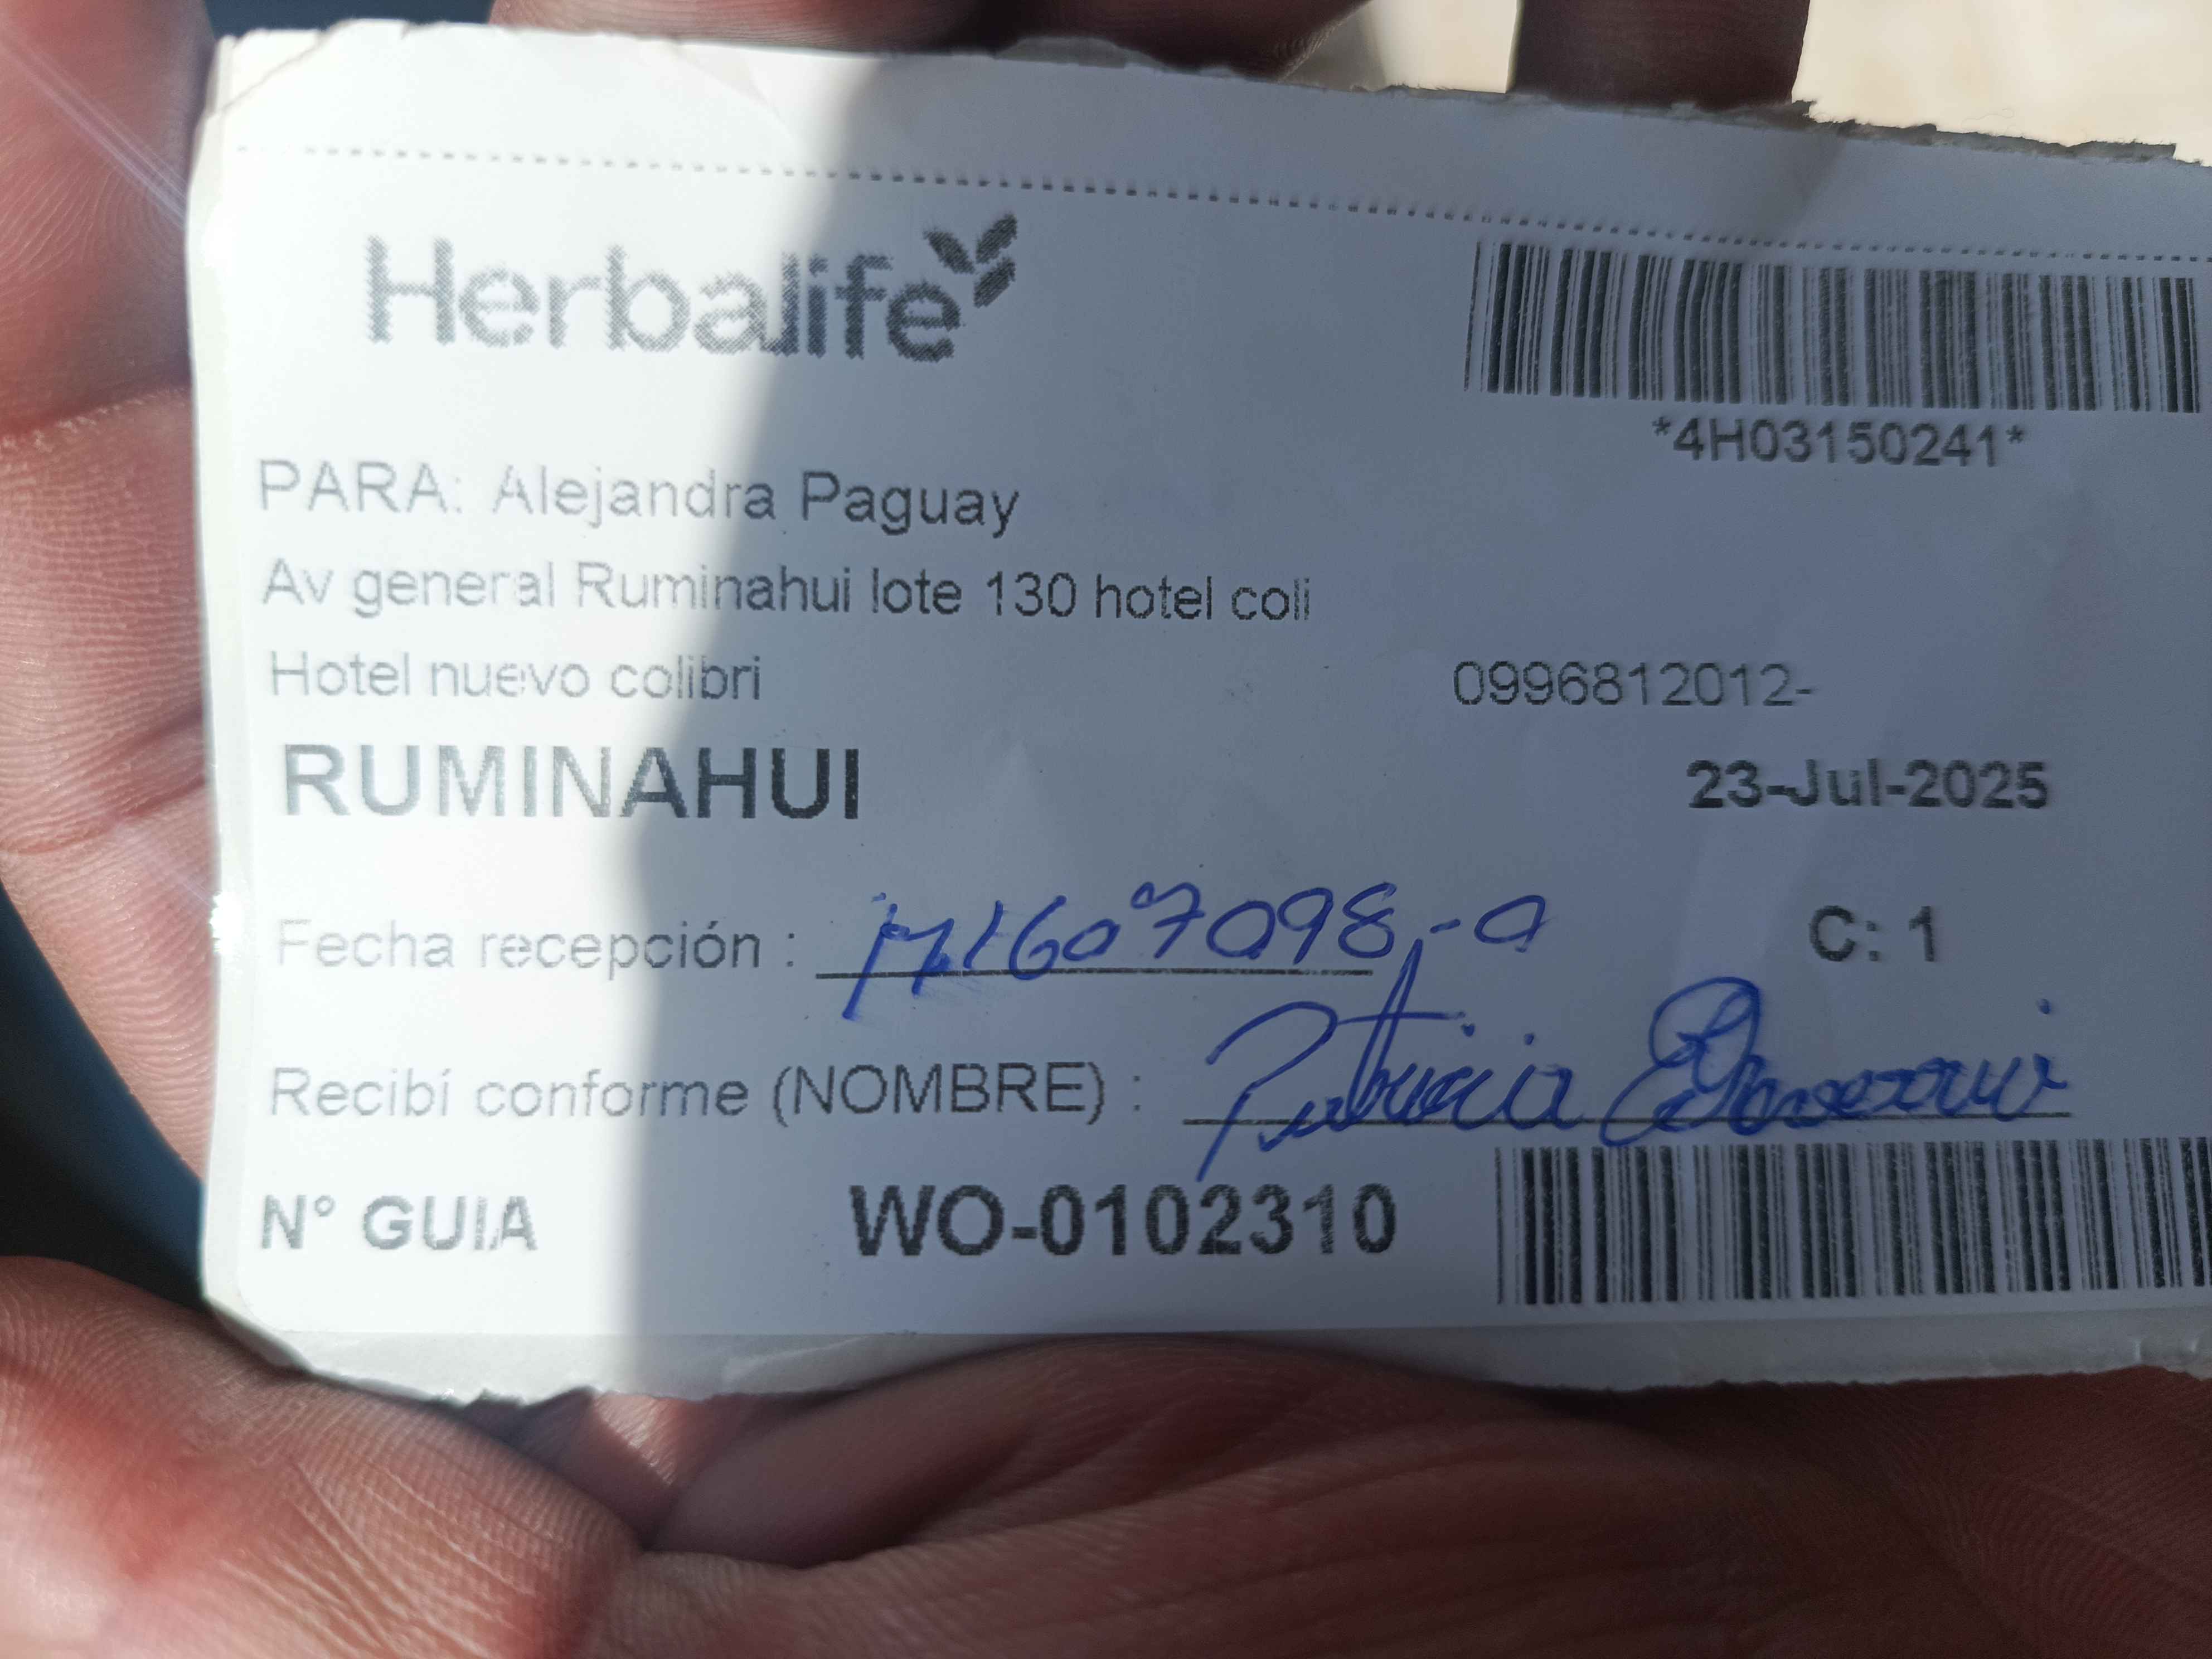 Herbalife
*4H03150241*
PARA: Alejandra Paguay
Av general Ruminahui lote 130 hotel coli
Hotel nuevo colibri 0996812012-
RUMINAHUI 23-Jul-2025
Fecha recepción : C: 1
Recibí conforme (NOMBRE) : Patricia
N° GUIA WO-0102310